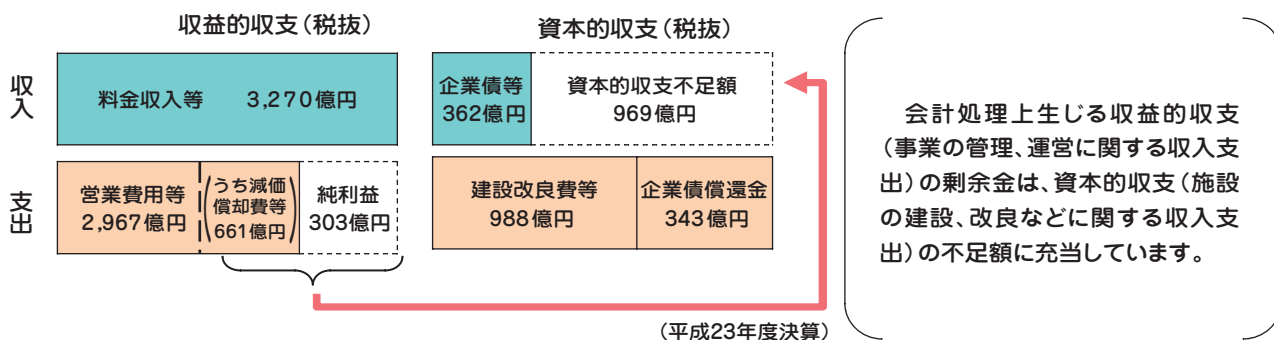 収益的収支(税抜)
資本的収支(税抜)
収入
料金収入等 3,270億円
企業債等
362億円
資本的収支不足額
969億円
支出
営業費用等
2,967億円
(うち減価
償却費等
661億円)
純利益
303億円
建設改良費等
988億円
企業債償還金
343億円
(平成23年度決算)
会計処理上生じる収益的収支
(事業の管理、運営に関する収入支
出)の剰余金は、資本的収支(施設
の建設、改良などに関する収入支
出)の不足額に充当しています。